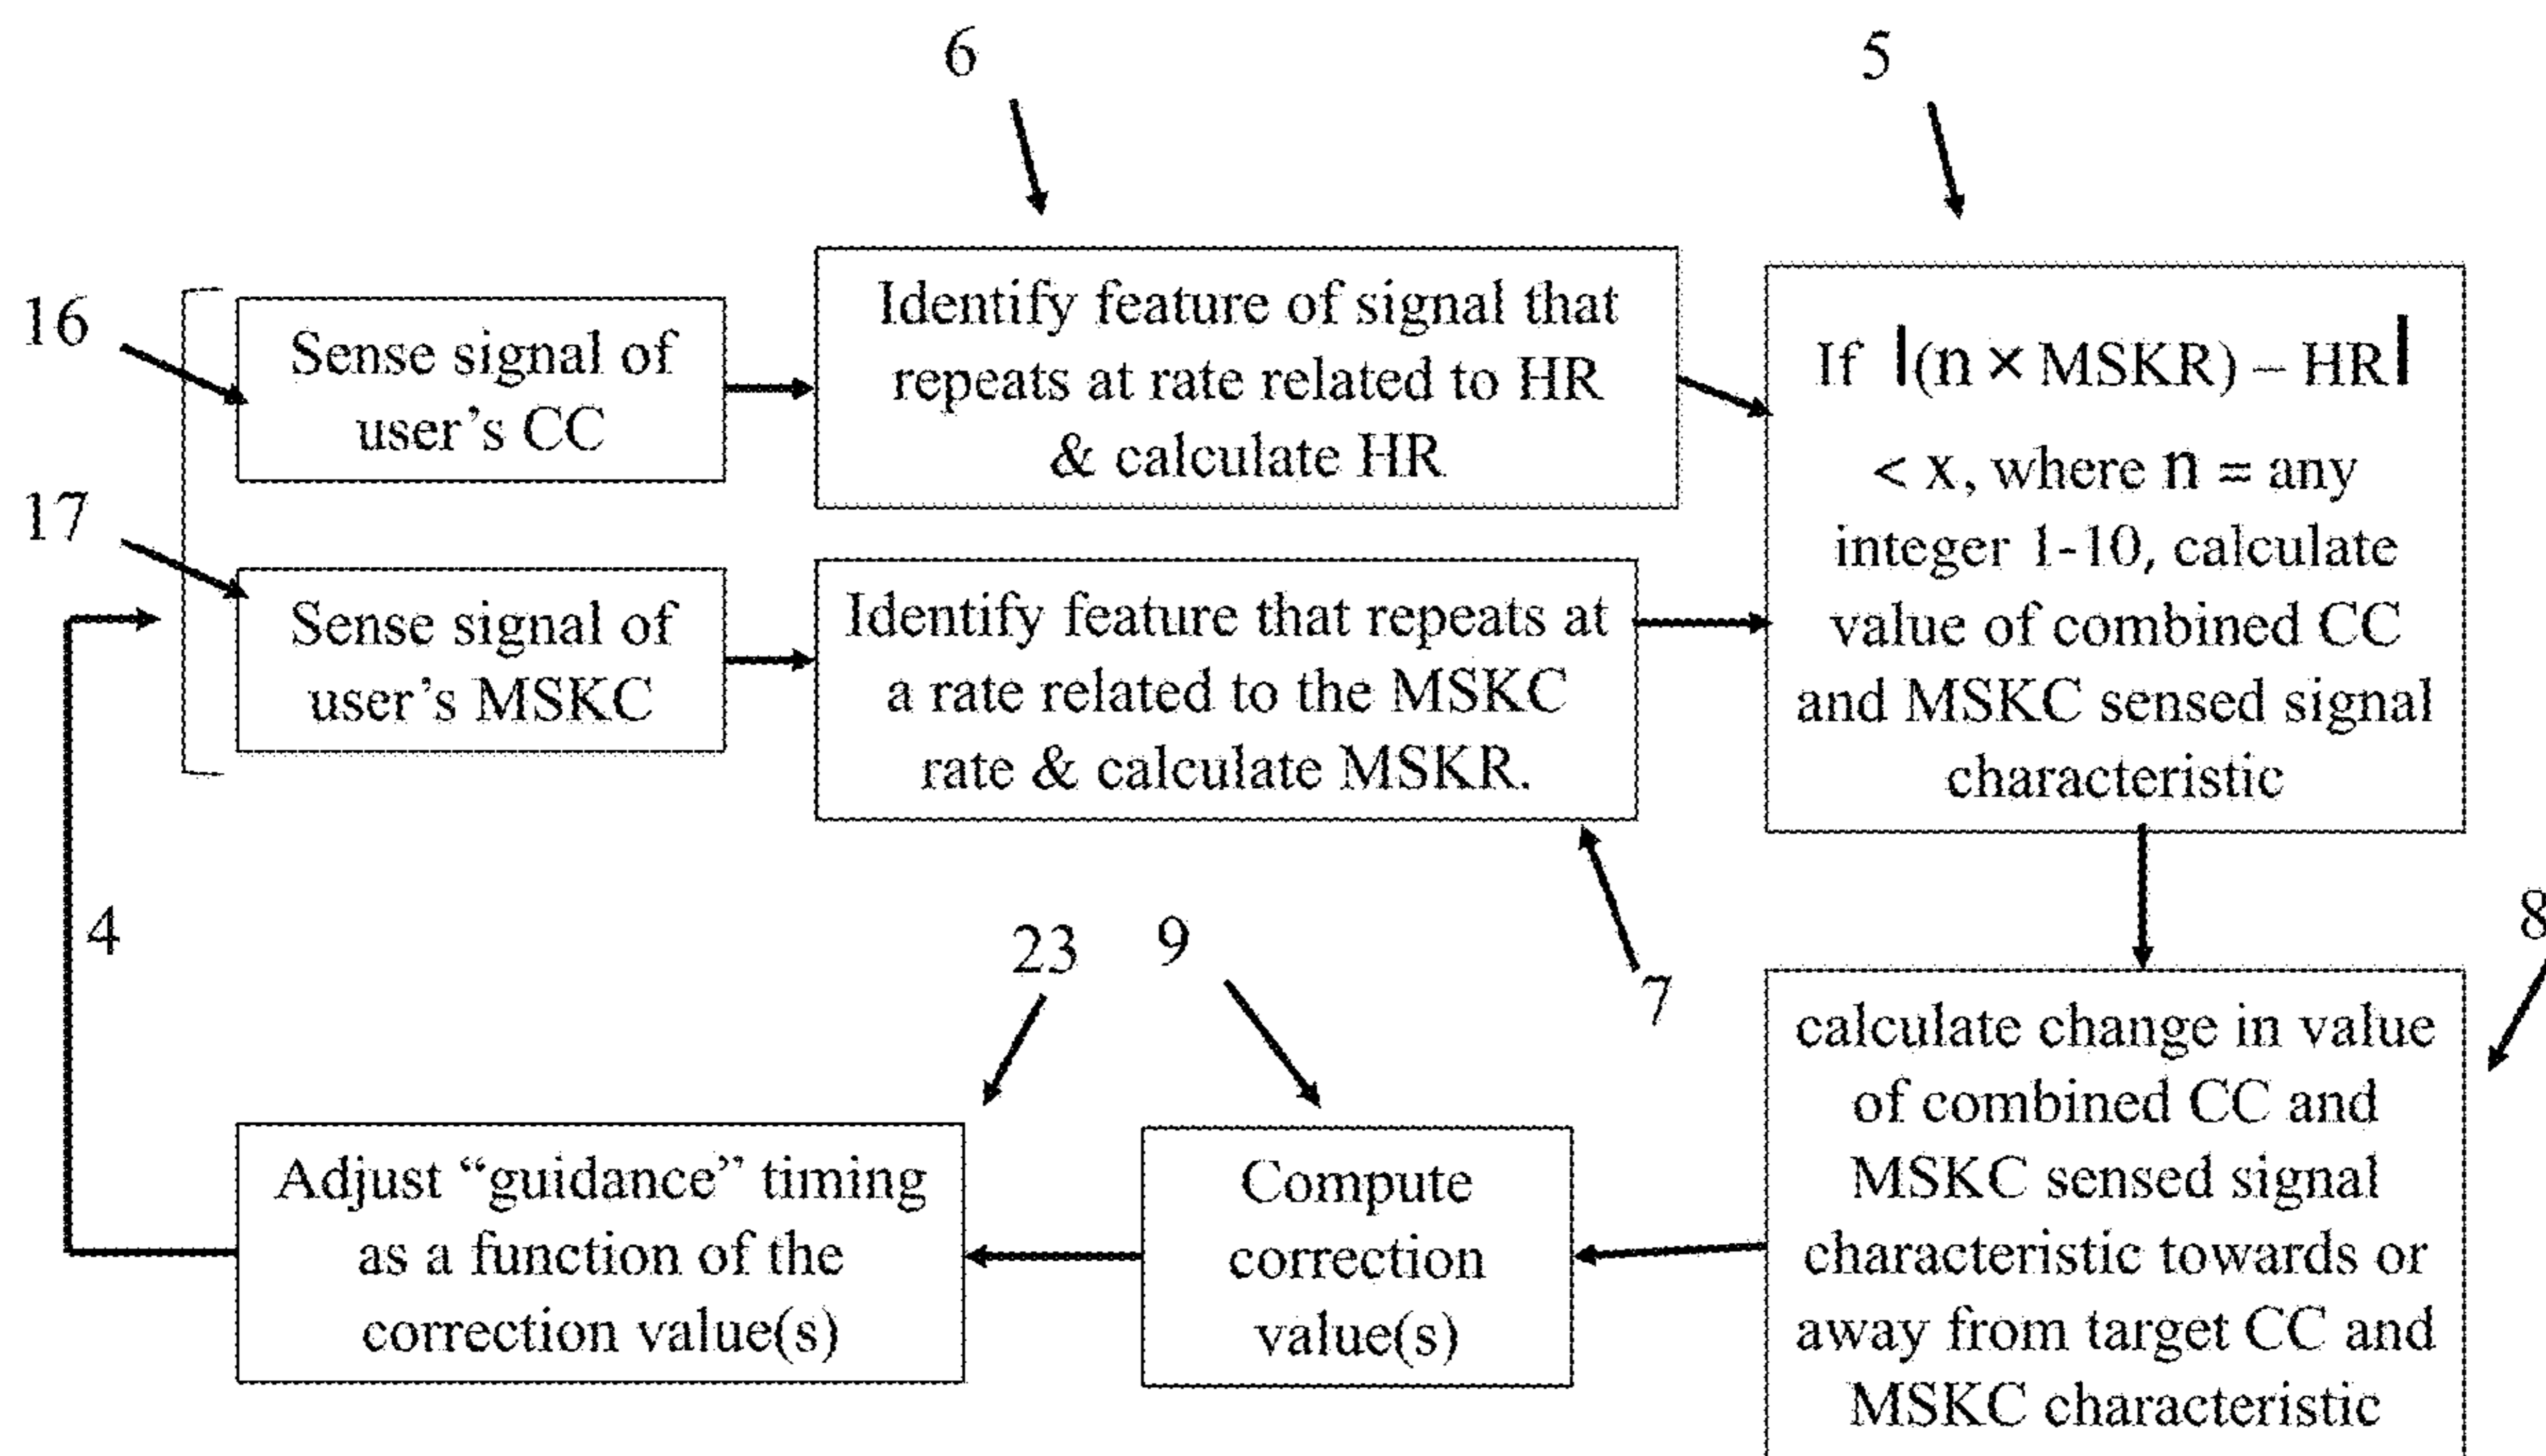 6
5
16
Sense signal of
user's CC
Identify feature of signal that
repeats at rate related to HR
& calculate HR
If |(n × MSKR) – HR|
< x, where n = any
integer 1-10, calculate
value of combined CC
and MSKC sensed signal
characteristic
17
Sense signal of
user's MSKC
Identify feature that repeats at
a rate related to the MSKC
rate & calculate MSKR.
4
23
9
7
8
Adjust “guidance” timing
as a function of the
correction value(s)
Compute
correction
value(s)
calculate change in value
of combined CC and
MSKC sensed signal
characteristic towards or
away from target CC and
MSKC characteristic